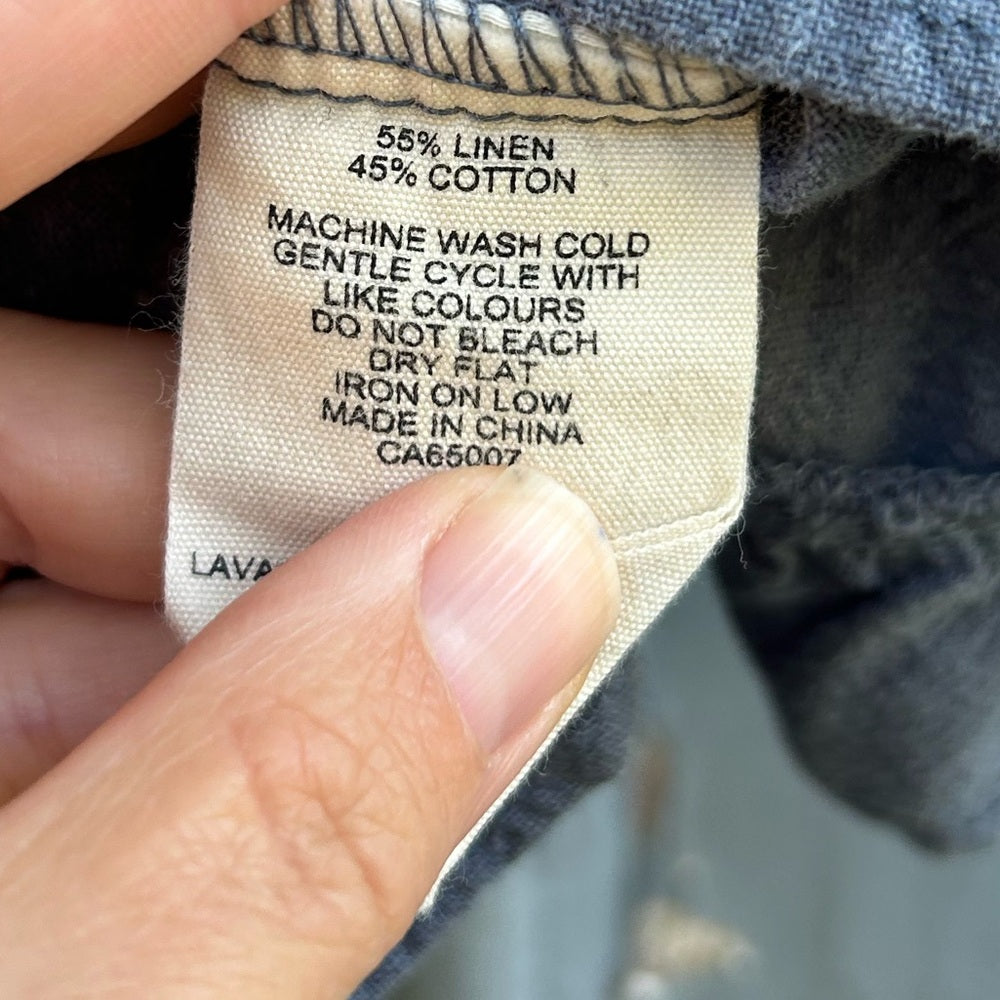 55% LINEN
45% COTTON
MACHINE WASH COLD
GENTLE CYCLE WITH
LIKE COLOURS
DO NOT BLEACH
DRY FLAT
IRON ON LOW
MADE IN CHINA
CA65007